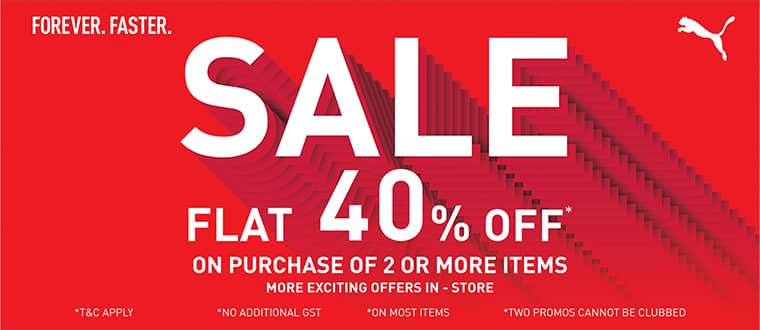 FOREVER. FASTER.
SALE
FLAT 40% OFF*
ON PURCHASE OF 2 OR MORE ITEMS
MORE EXCITING OFFERS IN - STORE
*T&C APPLY *NO ADDITIONAL GST *ON MOST ITEMS *TWO PROMOS CANNOT BE CLUBBED